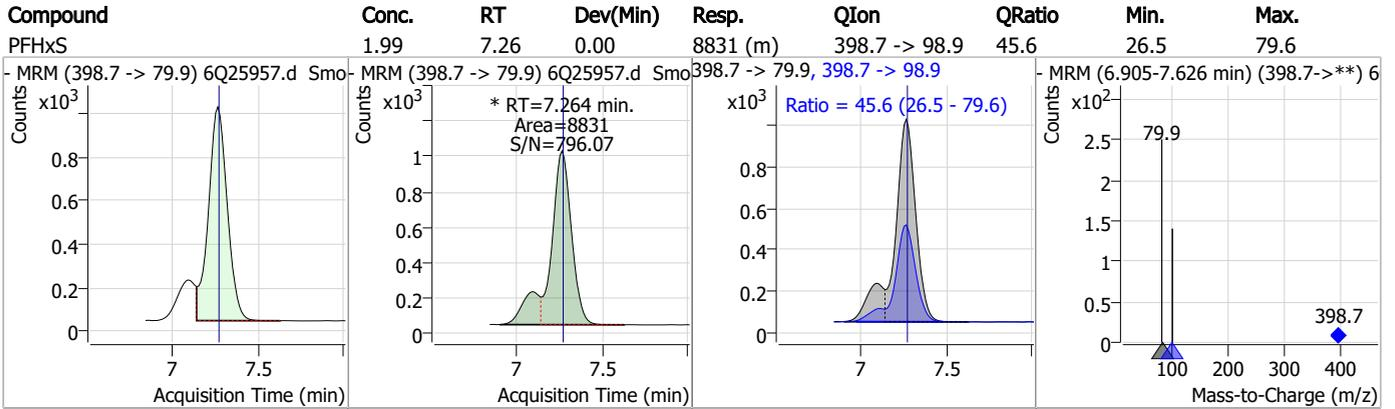 Compound Conc. RT Dev(Min) Resp. QIon QRatio Min. Max.
PFHxS 1.99 7.26 0.00 8831 (m) 398.7 -> 98.9 45.6 26.5 79.6
- MRM (398.7 -> 79.9) 6Q25957.d Smo
Counts
x10³
0.8
0.6
0.4
0.2
0
7 7.5
Acquisition Time (min)
- MRM (398.7 -> 79.9) 6Q25957.d Smo
Counts
x10³
* RT=7.264 min.
Area=8831
S/N=796.07
1
0.8
0.6
0.4
0.2
0
7 7.5
Acquisition Time (min)
398.7 -> 79.9, 398.7 -> 98.9
x10³
Ratio = 45.6 (26.5 - 79.6)
0.8
0.6
0.4
0.2
0
7 7.5
Acquisition Time (min)
- MRM (6.905-7.626 min) (398.7->**) 6
Counts
x10²
79.9
2.5
2
1.5
1
0.5
398.7
0
100 200 300 400
Mass-to-Charge (m/z)